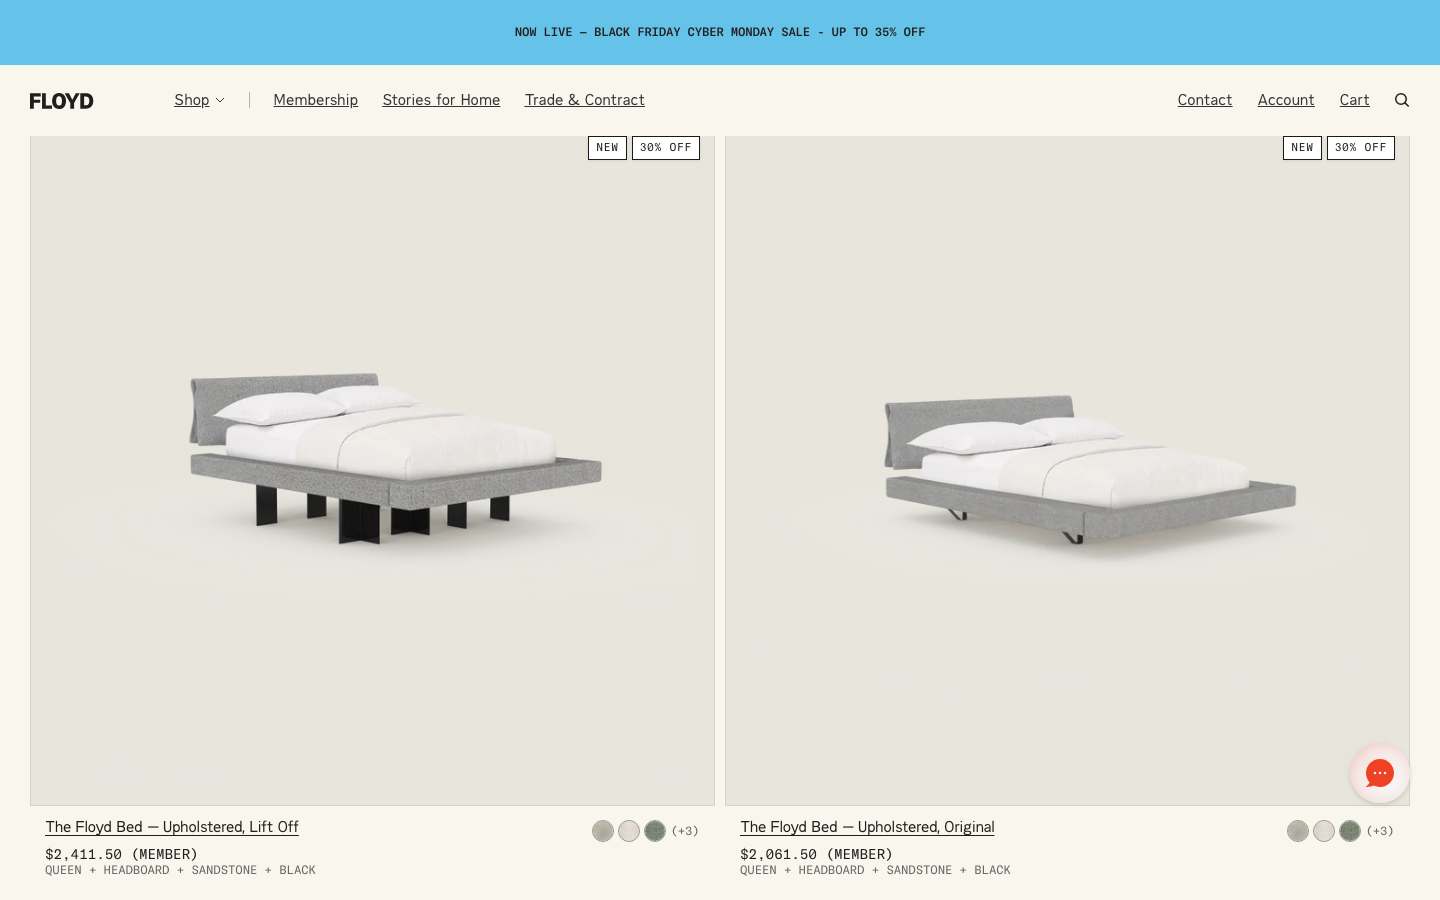 NOW LIVE — BLACK FRIDAY CYBER MONDAY SALE - UP TO 35% OFF
FLOYD Shop Membership Stories for Home Trade & Contract Contact Account Cart
NEW 30% OFF
NEW 30% OFF
The Floyd Bed — Upholstered, Lift Off
(+3)
$2,411.50 (MEMBER)
QUEEN + HEADBOARD + SANDSTONE + BLACK
The Floyd Bed — Upholstered, Original
(+3)
$2,061.50 (MEMBER)
QUEEN + HEADBOARD + SANDSTONE + BLACK